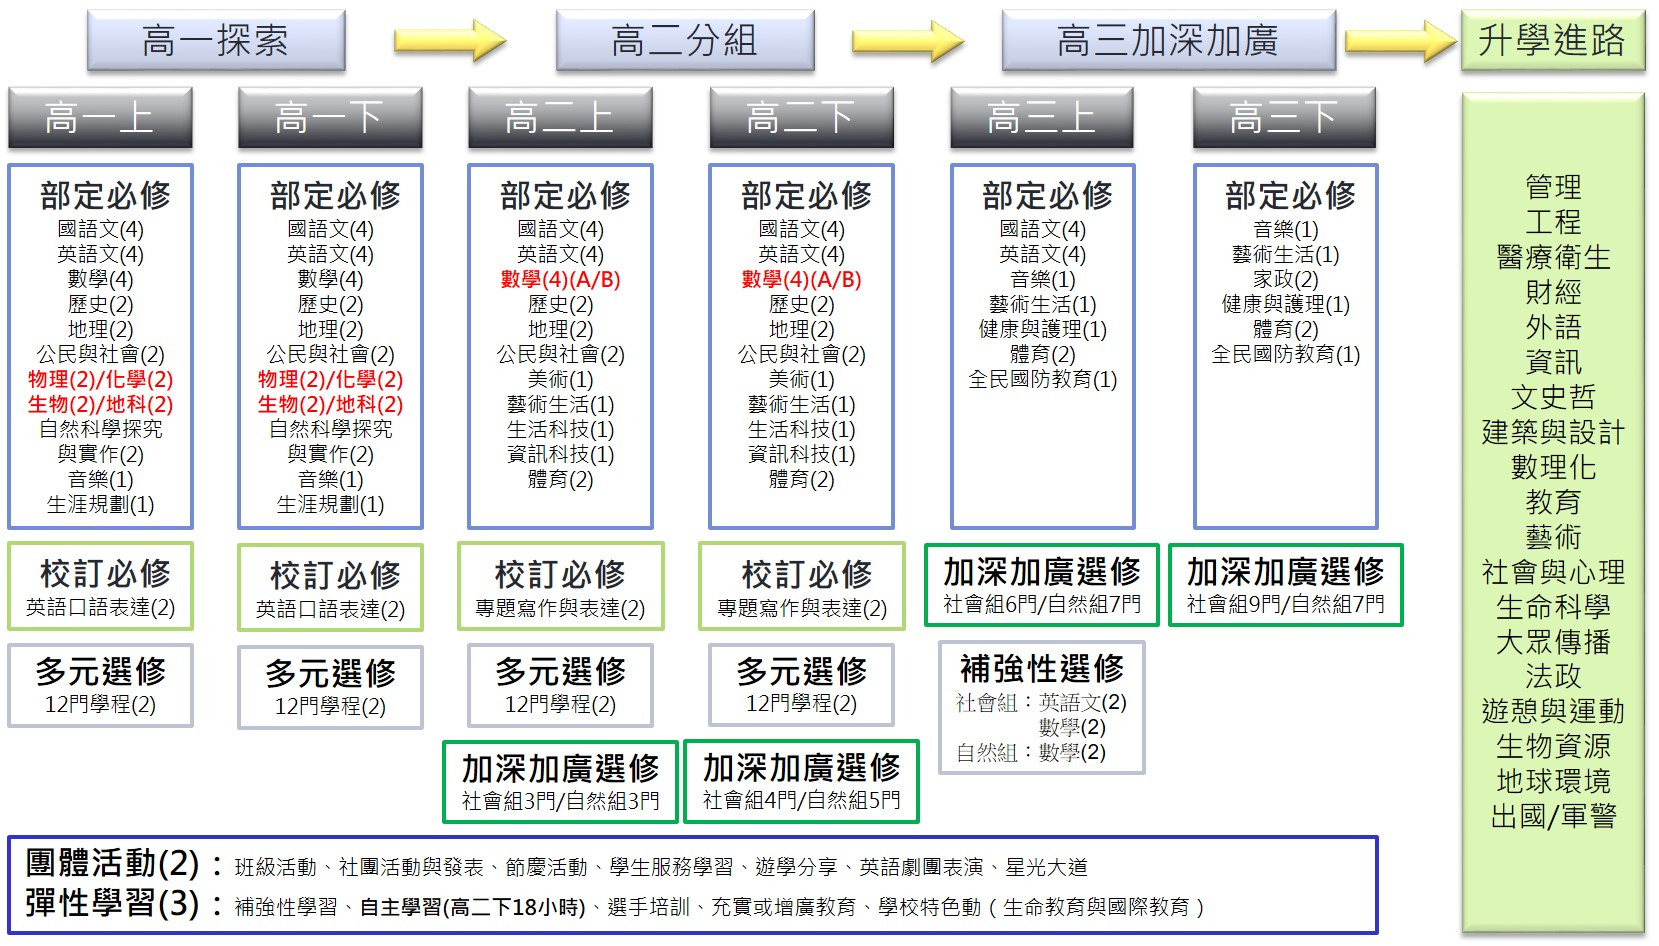 高一探索
高二分組
高三加深加廣
升學進路
高一上
高一下
高二上
高二下
高三上
高三下
部定必修
國語文(4)
英語文(4)
數學(4)
歷史(2)
地理(2)
公民與社會(2)
物理(2)/化學(2)
生物(2)/地科(2)
自然科學探究
與實作(2)
音樂(1)
生涯規劃(1)
校訂必修
英語口語表達(2)
多元選修
12門學程(2)
部定必修
國語文(4)
英語文(4)
數學(4)
歷史(2)
地理(2)
公民與社會(2)
物理(2)/化學(2)
生物(2)/地科(2)
自然科學探究
與實作(2)
音樂(1)
生涯規劃(1)
校訂必修
英語口語表達(2)
多元選修
12門學程(2)
部定必修
國語文(4)
英語文(4)
數學(4)(A/B)
歷史(2)
地理(2)
公民與社會(2)
美術(1)
藝術生活(1)
生活科技(1)
資訊科技(1)
體育(2)
校訂必修
專題寫作與表達(2)
多元選修
12門學程(2)
加深加廣選修
社會組3門/自然組3門
部定必修
國語文(4)
英語文(4)
數學(4)(A/B)
歷史(2)
地理(2)
公民與社會(2)
美術(1)
藝術生活(1)
生活科技(1)
資訊科技(1)
體育(2)
校訂必修
專題寫作與表達(2)
多元選修
12門學程(2)
加深加廣選修
社會組4門/自然組5門
部定必修
國語文(4)
英語文(4)
音樂(1)
藝術生活(1)
健康與護理(1)
體育(2)
全民國防教育(1)
加深加廣選修
社會組6門/自然組7門
補強性選修
社會組：英語文(2)
數學(2)
自然組：數學(2)
部定必修
音樂(1)
藝術生活(1)
家政(2)
健康與護理(1)
體育(2)
全民國防教育(1)
加深加廣選修
社會組9門/自然組7門
管理
工程
醫療衛生
財經
外語
資訊
文史哲
建築與設計
數理化
教育
藝術
社會與心理
生命科學
大眾傳播
法政
遊憩與運動
生物資源
地球環境
出國/軍警
團體活動(2)：班級活動、社團活動與發表、節慶活動、學生服務學習、遊學分享、英語劇團表演、星光大道
彈性學習(3)：補強性學習、自主學習(高二下18小時)、選手培訓、充實或增廣教育、學校特色動（生命教育與國際教育）